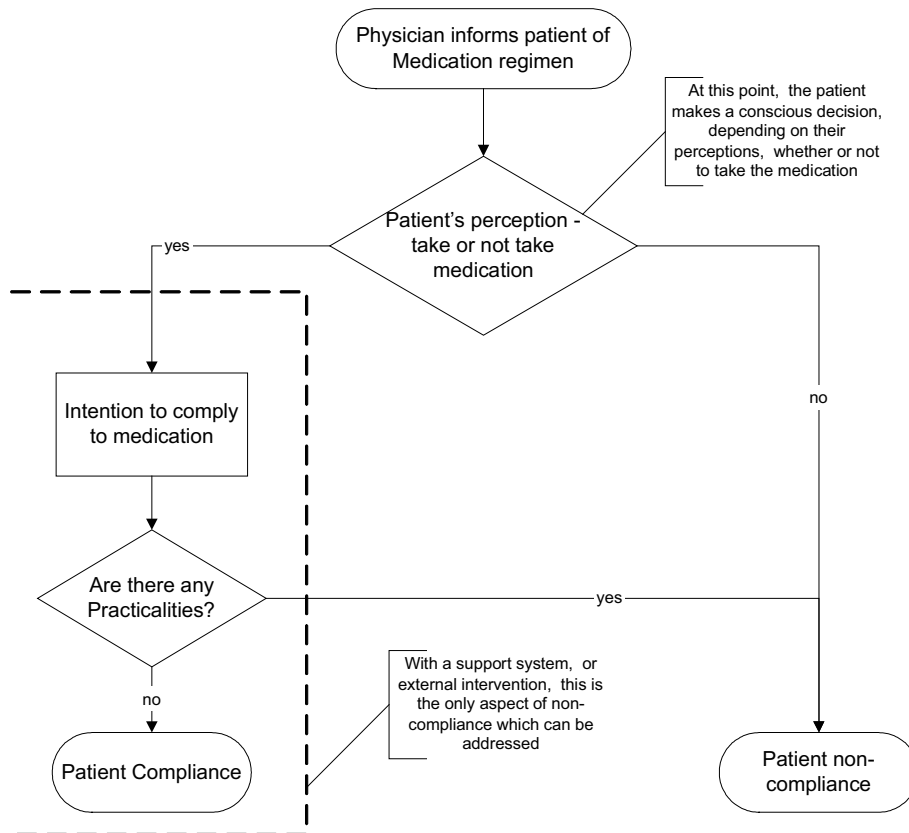 Physician informs patient of
Medication regimen
At this point, the patient
makes a conscious decision,
depending on their
perceptions, whether or not
to take the medication
Patient's perception -
take or not take
medication
yes
no
Intention to comply
to medication
Are there any
Practicalities?
yes
no
With a support system, or
external intervention, this is
the only aspect of non-
compliance which can be
addressed
Patient Compliance
Patient non-
compliance